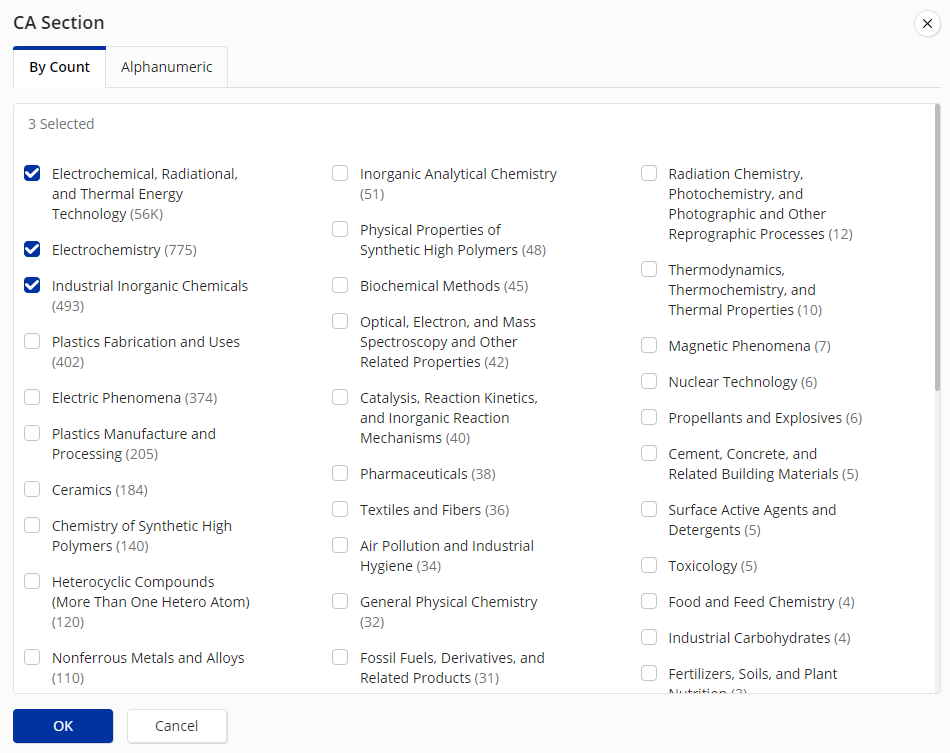 CA Section
By Count
Alphanumeric
3 Selected
Electrochemical, Radiational,
and Thermal Energy
Technology (56K)
Electrochemistry (775)
Industrial Inorganic Chemicals
(493)
Plastics Fabrication and Uses
(402)
Electric Phenomena (374)
Plastics Manufacture and
Processing (205)
Ceramics (184)
Chemistry of Synthetic High
Polymers (140)
Heterocyclic Compounds
(More Than One Hetero Atom)
(120)
Nonferrous Metals and Alloys
(110)
Inorganic Analytical Chemistry
(51)
Physical Properties of
Synthetic High Polymers (48)
Biochemical Methods (45)
Optical, Electron, and Mass
Spectroscopy and Other
Related Properties (42)
Catalysis, Reaction Kinetics,
and Inorganic Reaction
Mechanisms (40)
Pharmaceuticals (38)
Textiles and Fibers (36)
Air Pollution and Industrial
Hygiene (34)
General Physical Chemistry
(32)
Fossil Fuels, Derivatives, and
Related Products (31)
Radiation Chemistry,
Photochemistry, and
Photographic and Other
Reprographic Processes (12)
Thermodynamics,
Thermochemistry, and
Thermal Properties (10)
Magnetic Phenomena (7)
Nuclear Technology (6)
Propellants and Explosives (6)
Cement, Concrete, and
Related Building Materials (5)
Surface Active Agents and
Detergents (5)
Toxicology (5)
Food and Feed Chemistry (4)
Industrial Carbohydrates (4)
Fertilizers, Soils, and Plant
Nutrition (3)
OK
Cancel